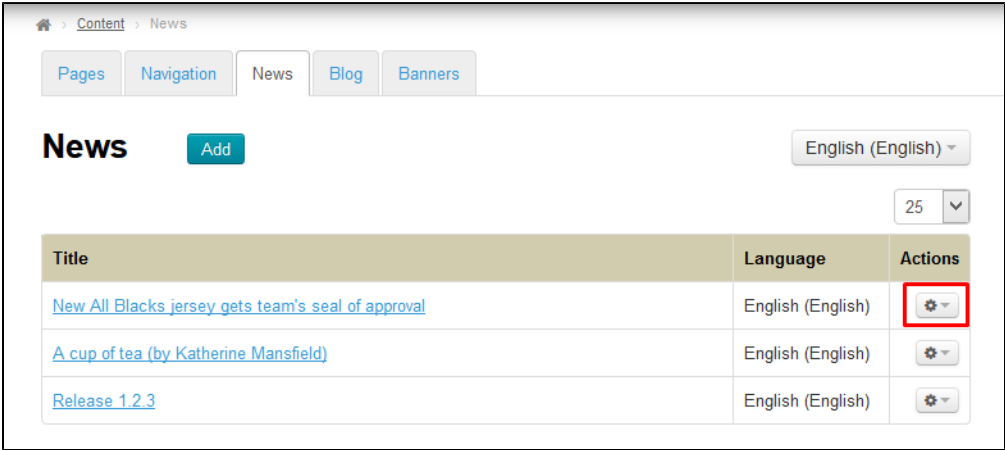 Content > News
Pages Navigation News Blog Banners
News Add English (English)
25
Title Language Actions
New All Blacks jersey gets team's seal of approval English (English)
A cup of tea (by Katherine Mansfield) English (English)
Release 1.2.3 English (English)